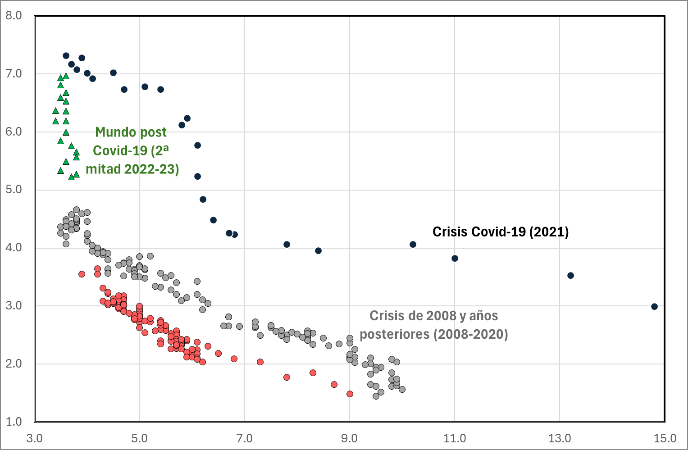 8.0
7.0
6.0
5.0
4.0
3.0
2.0
1.0
Mundo post
Covid-19 (2ª
mitad 2022-23)
Crisis Covid-19 (2021)
Crisis de 2008 y años
posteriores (2008-2020)
3.0 5.0 7.0 9.0 11.0 13.0 15.0